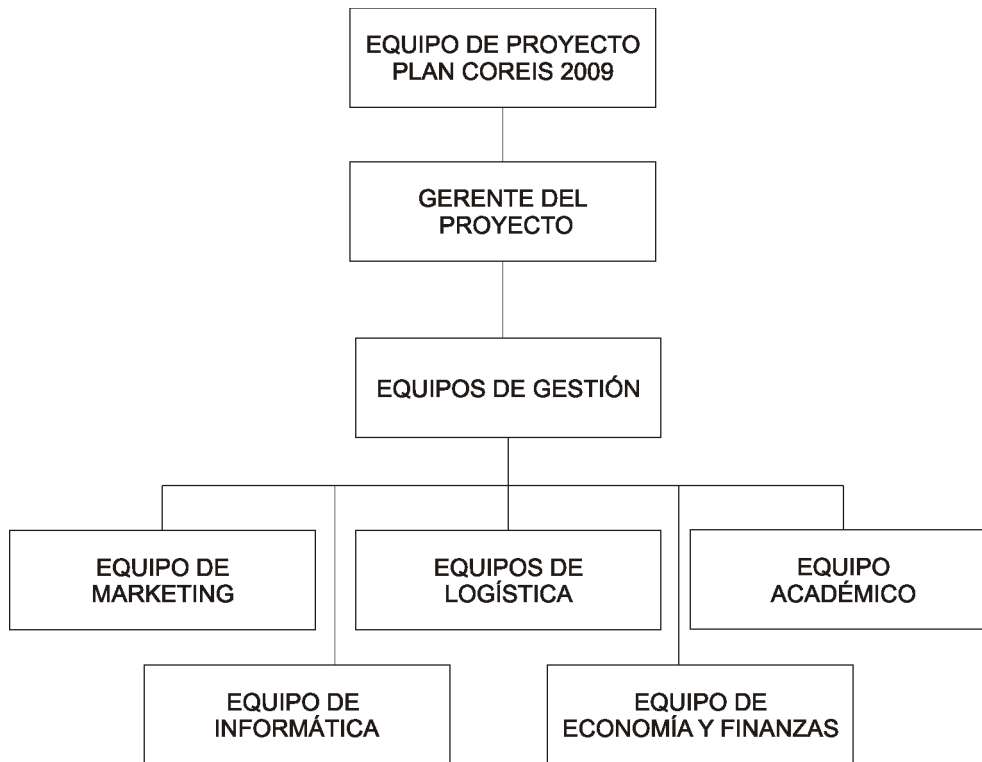 EQUIPO DE PROYECTO
PLAN COREIS 2009
GERENTE DEL
PROYECTO
EQUIPOS DE GESTIÓN
EQUIPO DE
MARKETING
EQUIPOS DE
LOGÍSTICA
EQUIPO
ACADÉMICO
EQUIPO DE
INFORMÁTICA
EQUIPO DE
ECONOMÍA Y FINANZAS